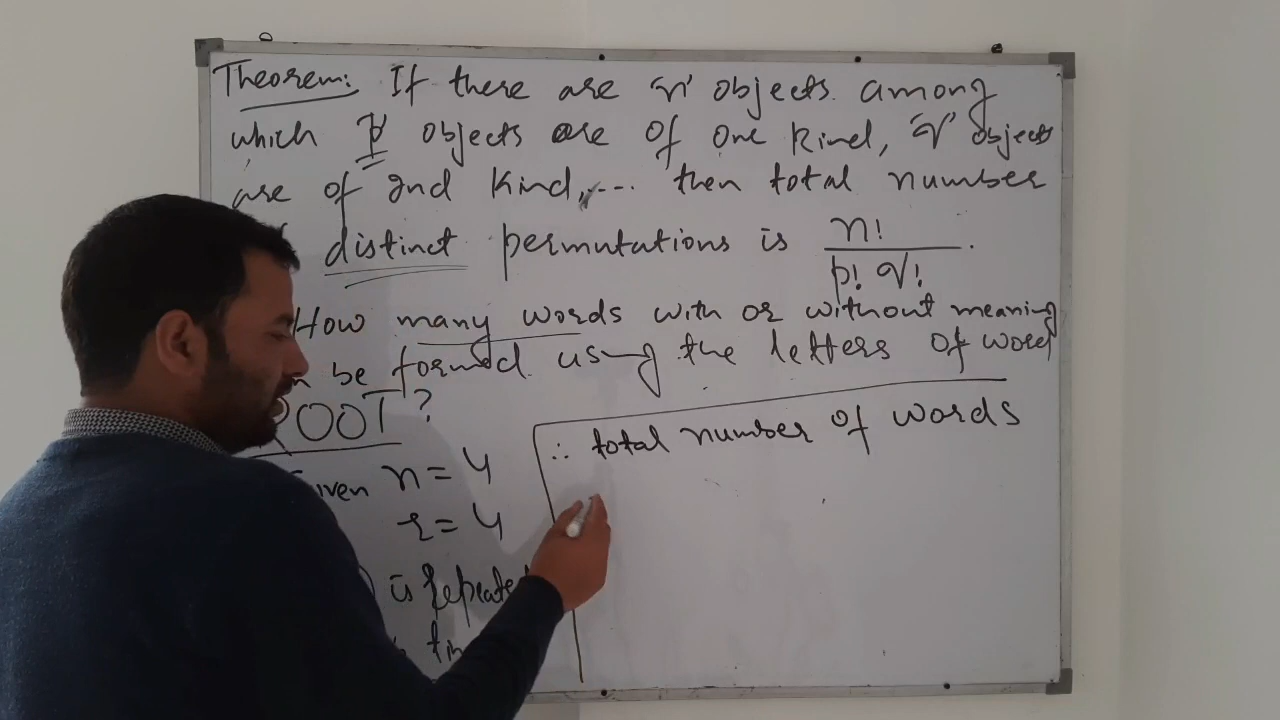 Theorem: If there are 'n' objects among
which 'p' objects are of one kind, 'q' objects
are of 2nd kind, ... then total number
distinct permutations is n! / p! q! .
How many words with or without meaning
be formed using the letters of word
ROOT ?
n = 4
r = 4
is repeated
∴ total number of words